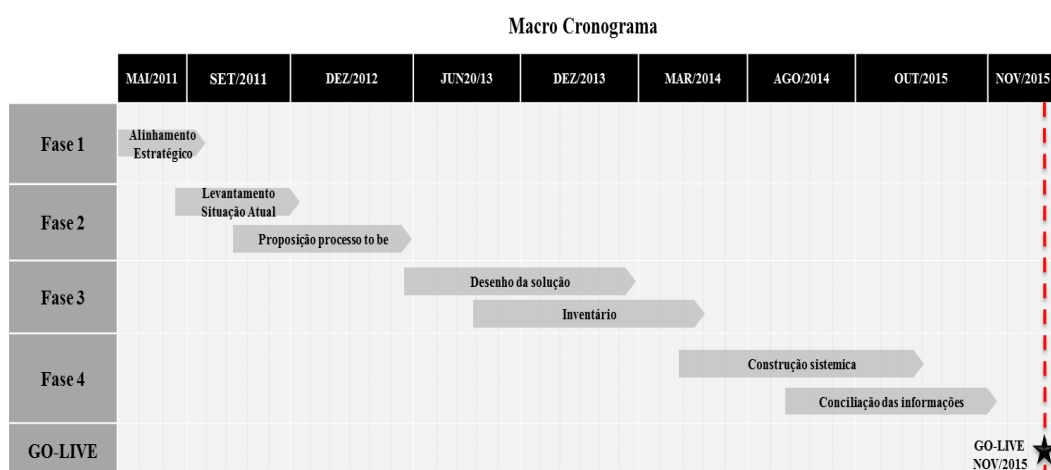 Macro Cronograma
MAI/2011 SET/2011 DEZ/2012 JUN20/13 DEZ/2013 MAR/2014 AGO/2014 OUT/2015 NOV/2015
Fase 1
Alinhamento
Estratégico
Fase 2
Levantamento
Situação Atual
Proposição processo to be
Fase 3
Desenho da solução
Inventário
Fase 4
Construção sistemica
Conciliação das informações
GO-LIVE
GO-LIVE
NOV/2015